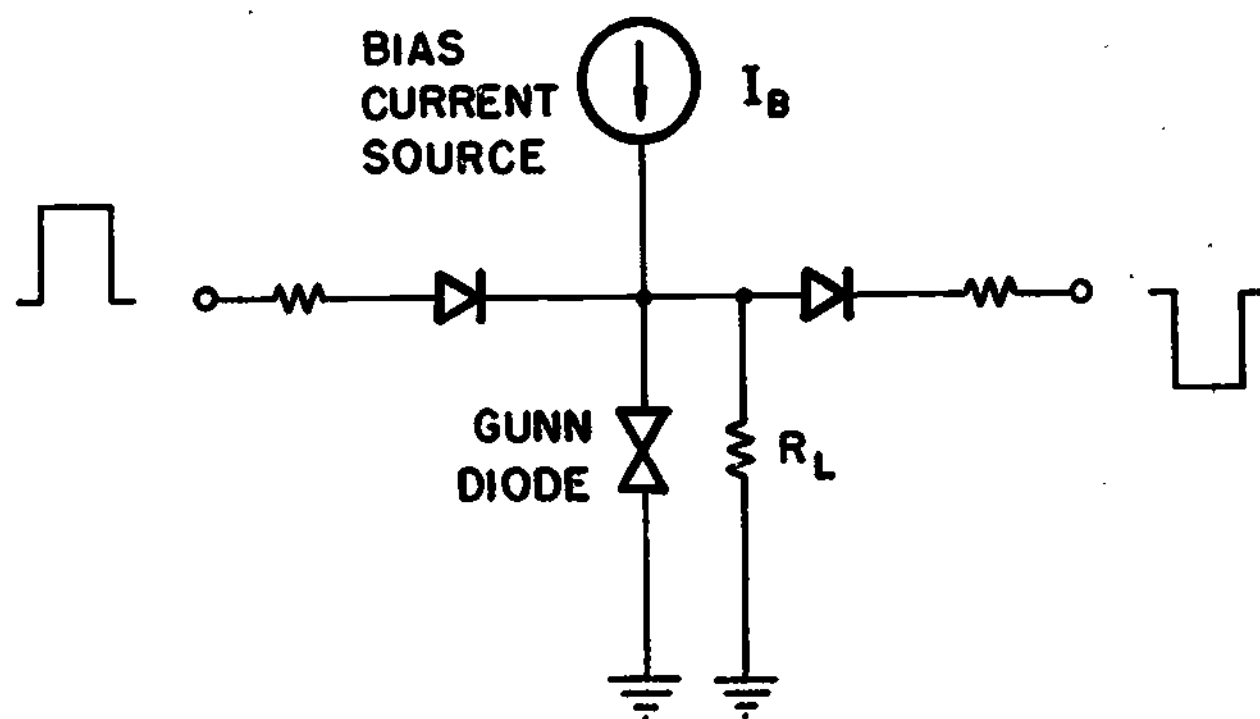 BIAS
CURRENT
SOURCE
I_B
GUNN
DIODE
R_L